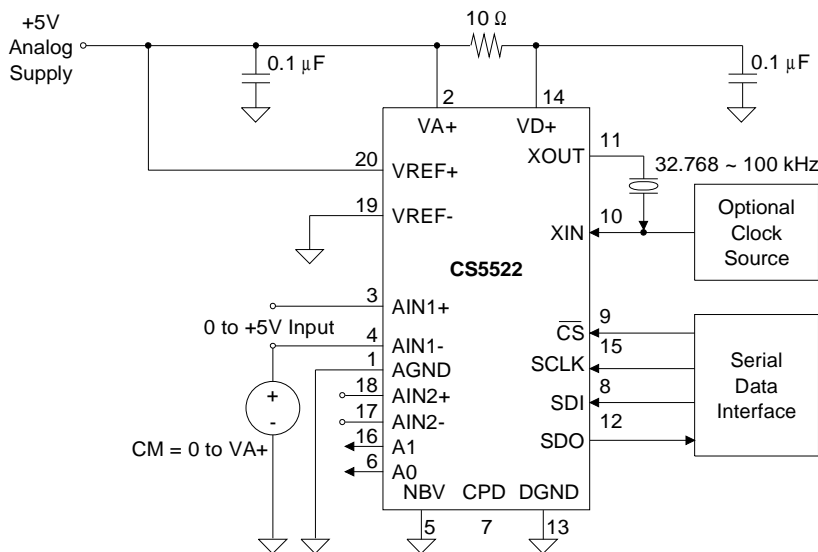 +5V
Analog
Supply
10 Ω
0.1 μF
0.1 μF
2
14
VA+
VD+
11
XOUT
32.768 ~ 100 kHz
20
VREF+
19
VREF-
10
XIN
Optional
Clock
Source
CS5522
3
AIN1+
0 to +5V Input
4
AIN1-
1
AGND
18
AIN2+
17
AIN2-
16
A1
6
A0
+
-
CM = 0 to VA+
9
CS
15
SCLK
8
SDI
12
SDO
Serial
Data
Interface
NBV
CPD
DGND
5
7
13